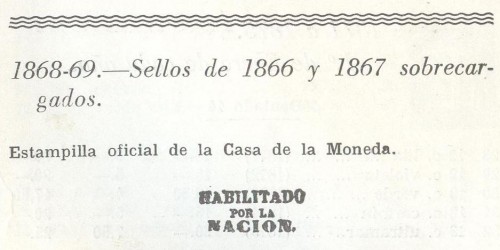 1868-69.—Sellos de 1866 y 1867 sobrecar-
gados.
Estampilla oficial de la Casa de la Moneda.
HABILITADO
POR LA
NACION.